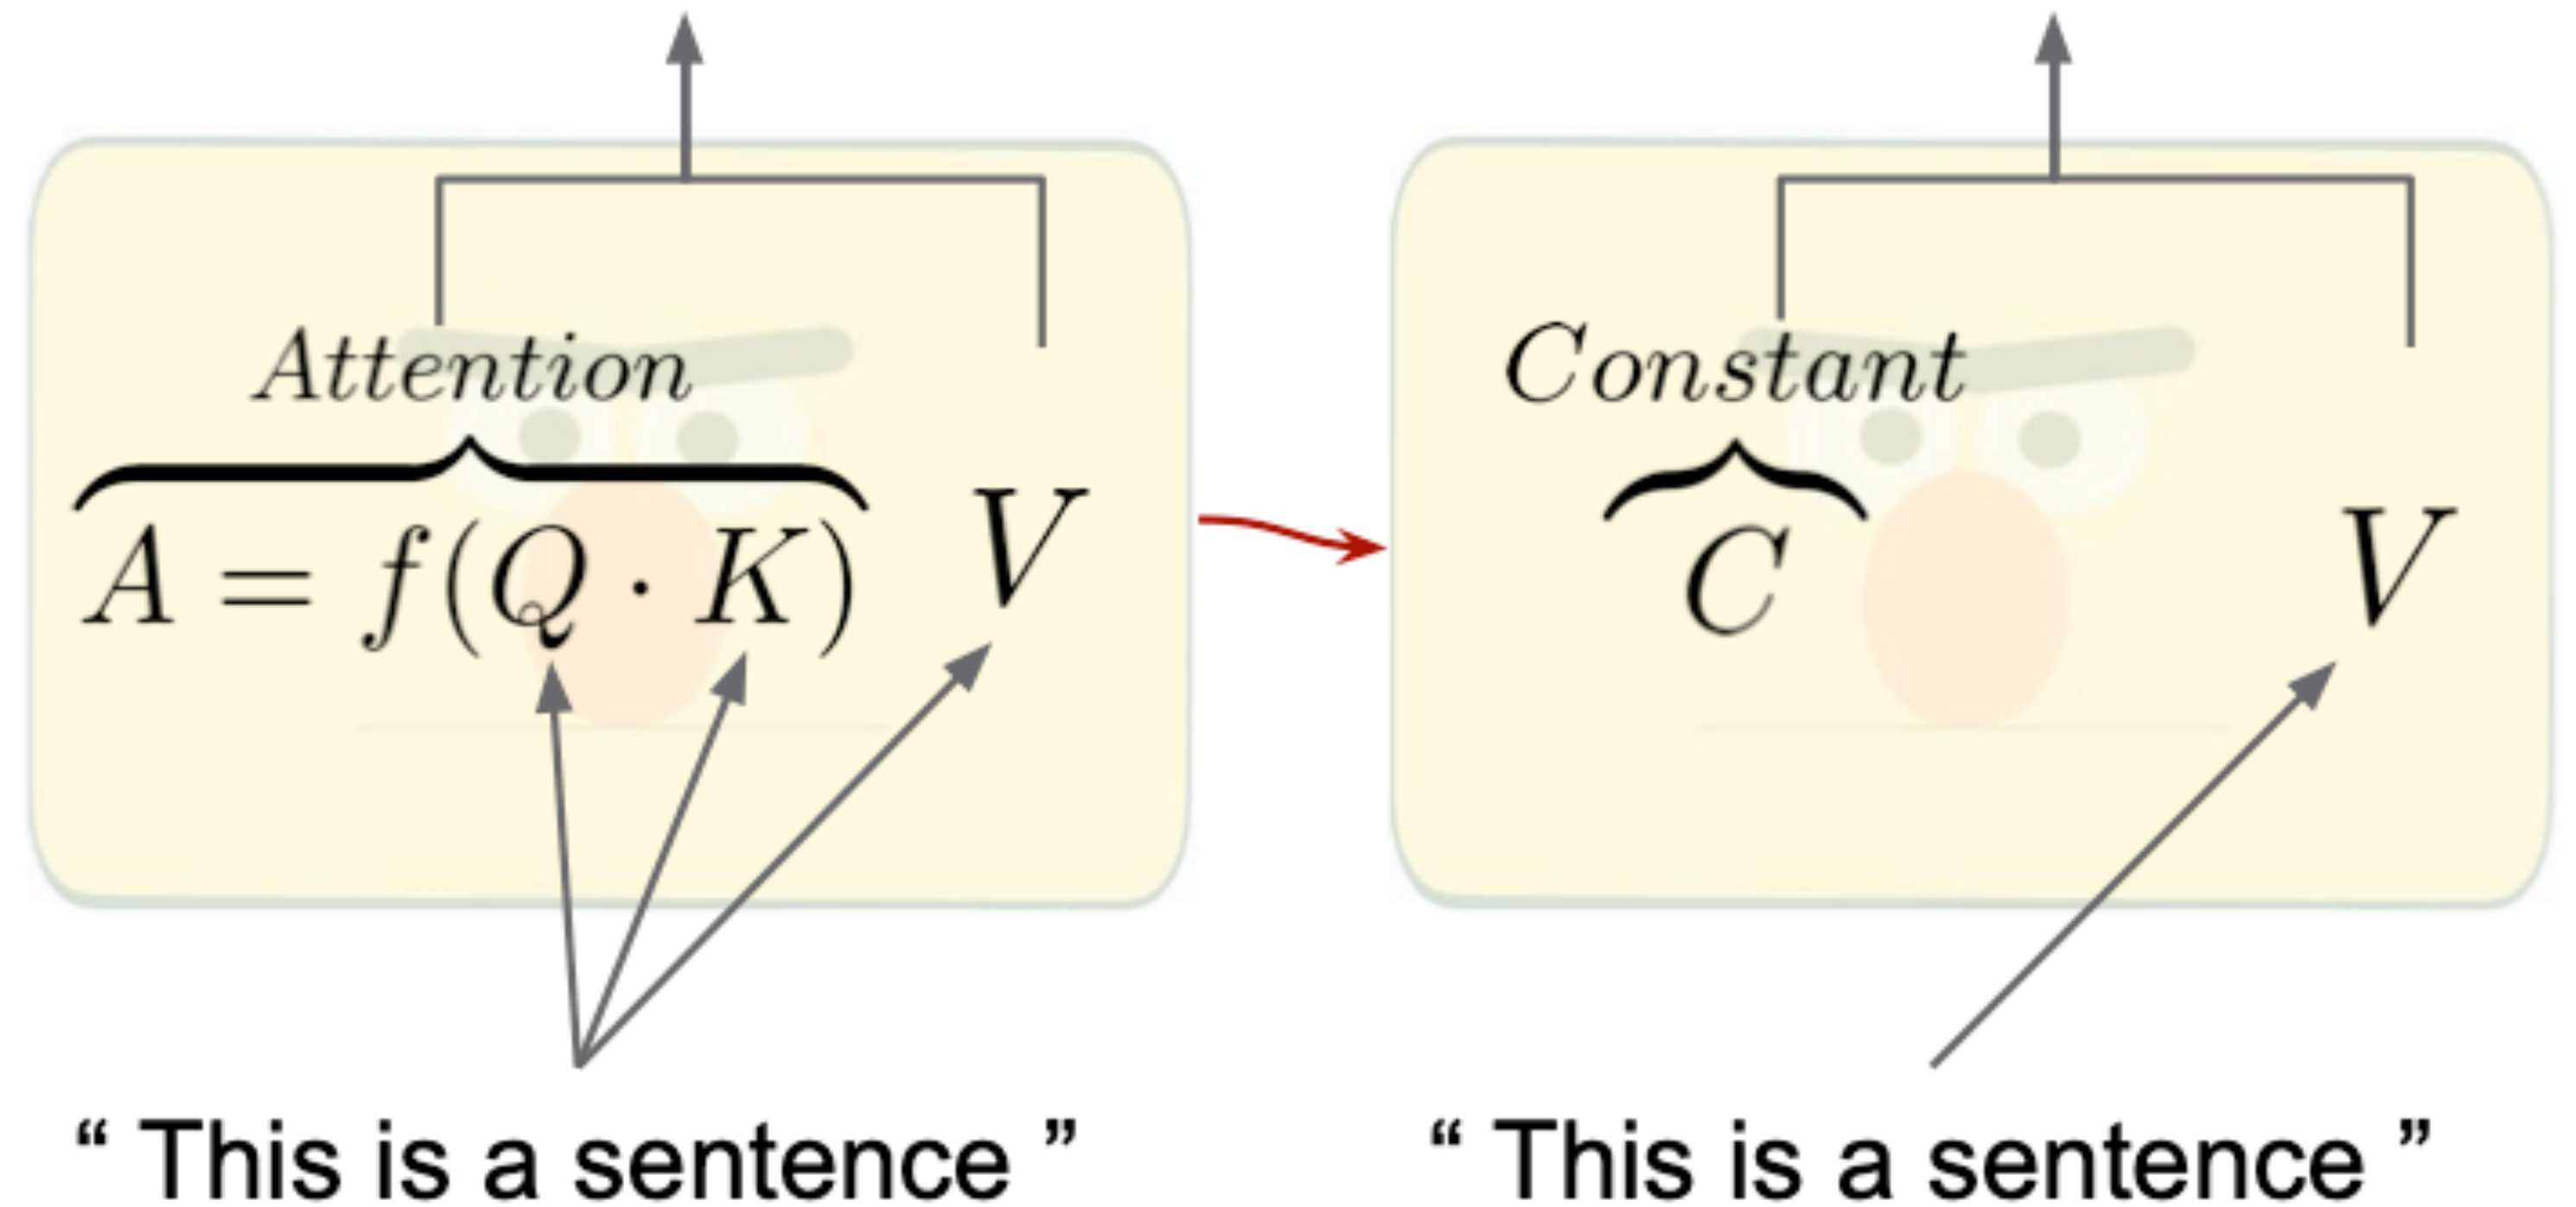 Attention
A = f(Q · K) V
“ This is a sentence ”
Constant
C V
“ This is a sentence ”